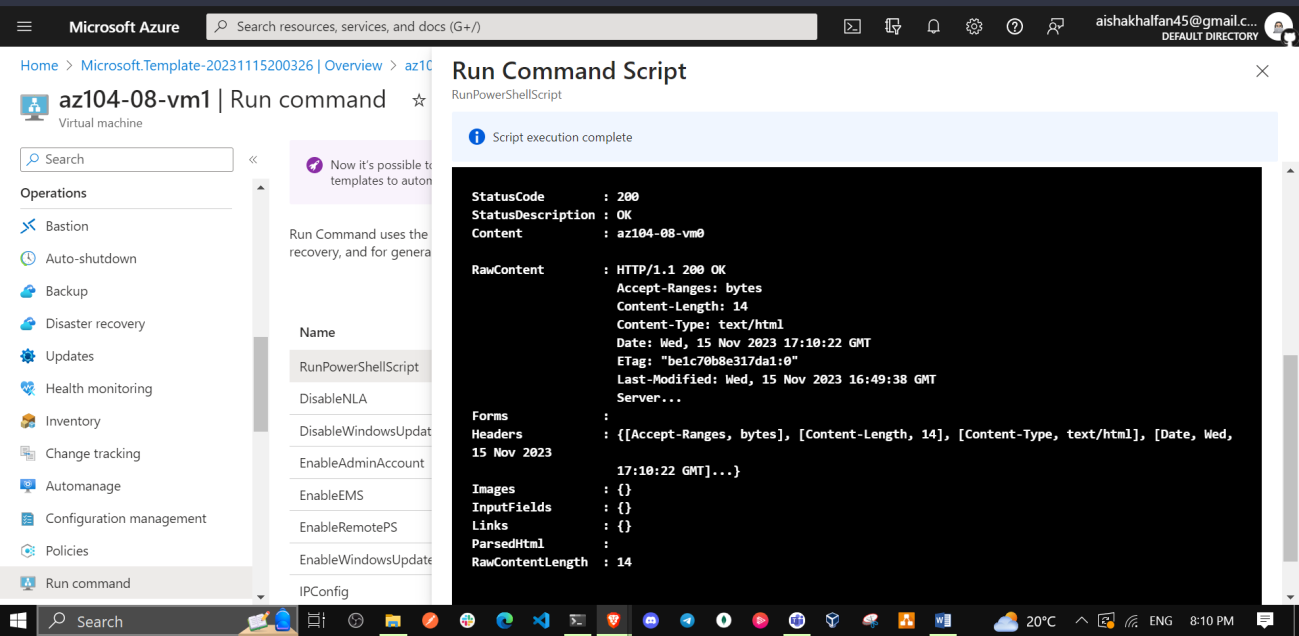 Microsoft Azure
Search resources, services, and docs (G+/)
aishakhalfan45@gmail.c...
DEFAULT DIRECTORY
Home > Microsoft.Template-20231115200326 | Overview > az10
az104-08-vm1 | Run command
Virtual machine
Search
Operations
Bastion
Auto-shutdown
Backup
Disaster recovery
Updates
Health monitoring
Inventory
Change tracking
Automanage
Configuration management
Policies
Run command
Now it's possible to
templates to autom
Run Command uses the
recovery, and for genera
Name
RunPowerShellScript
DisableNLA
DisableWindowsUpdat
EnableAdminAccount
EnableEMS
EnableRemotePS
EnableWindowsUpdate
IPConfig
Run Command Script
RunPowerShellScript
Script execution complete
StatusCode : 200
StatusDescription : OK
Content : az104-08-vm0
RawContent : HTTP/1.1 200 OK
Accept-Ranges: bytes
Content-Length: 14
Content-Type: text/html
Date: Wed, 15 Nov 2023 17:10:22 GMT
ETag: "be1c70b8e317da1:0"
Last-Modified: Wed, 15 Nov 2023 16:49:38 GMT
Server...
Forms :
Headers : {[Accept-Ranges, bytes], [Content-Length, 14], [Content-Type, text/html], [Date, Wed,
15 Nov 2023
17:10:22 GMT]...}
Images : {}
InputFields : {}
Links : {}
ParsedHtml :
RawContentLength : 14
Search
20°C
ENG
8:10 PM